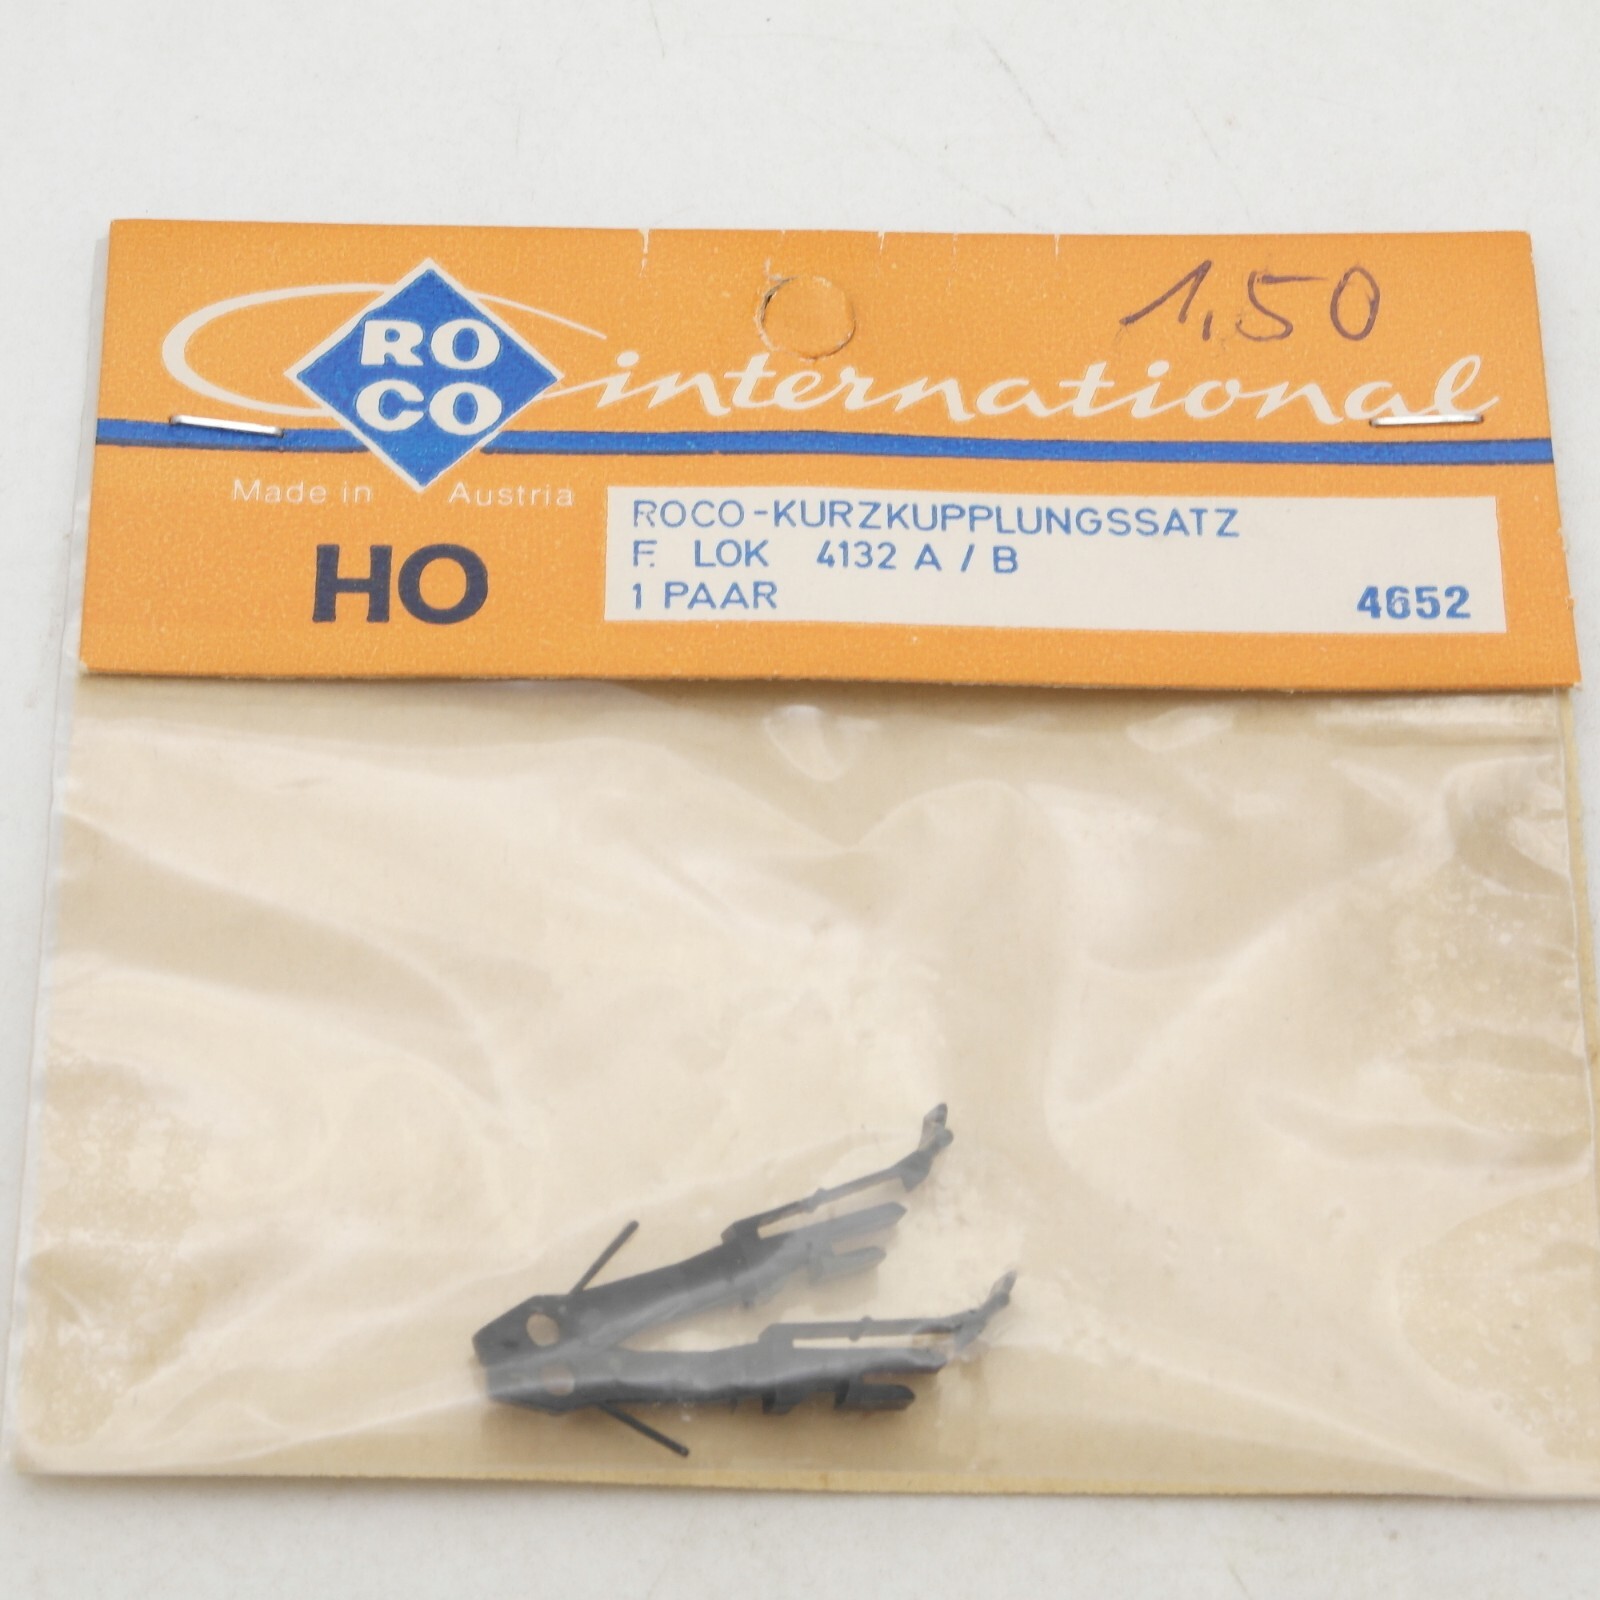 1,50
RO
CO
international
Made in Austria
HO
ROCO-KURZKUPPLUNGSSATZ
F. LOK 4132 A / B
1 PAAR
4652